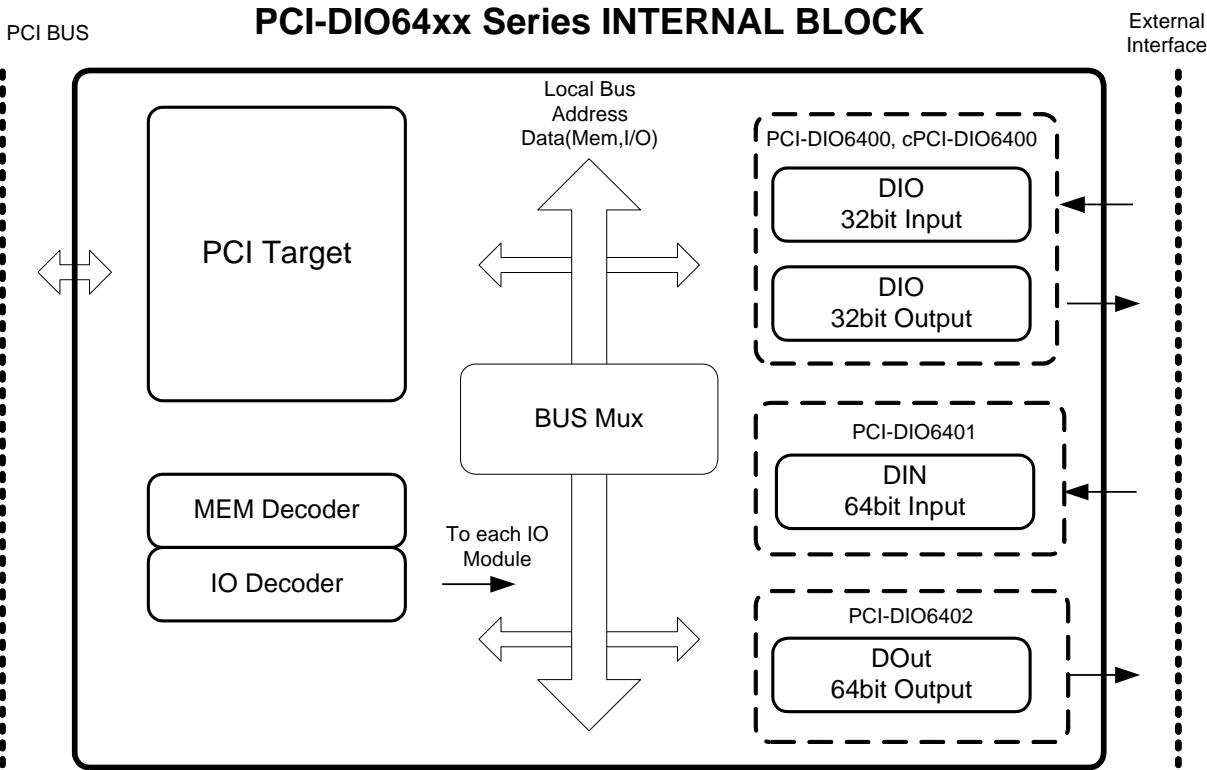 PCI-DIO64xx Series INTERNAL BLOCK
PCI BUS
External
Interface
Local Bus
Address
Data(Mem,I/O)
PCI Target
PCI-DIO6400, cPCI-DIO6400
DIO
32bit Input
DIO
32bit Output
BUS Mux
PCI-DIO6401
DIN
64bit Input
MEM Decoder
IO Decoder
To each IO
Module
PCI-DIO6402
DOut
64bit Output